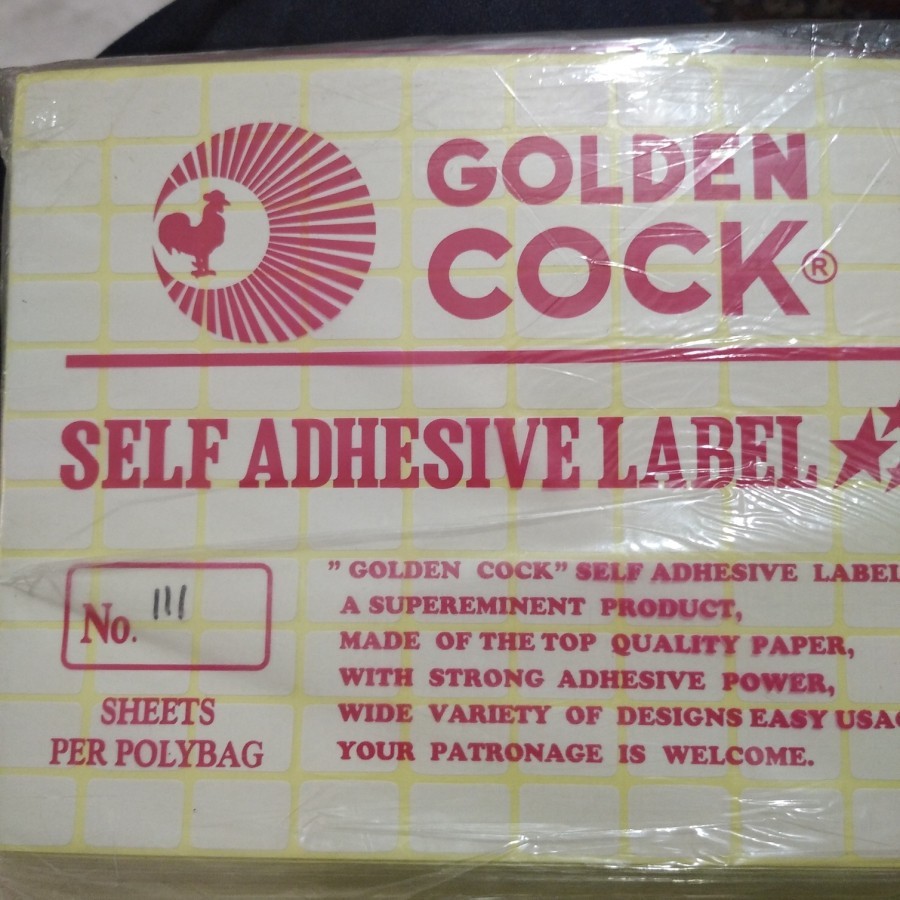 GOLDEN
COCK®
SELF ADHESIVE LABEL
No. 111
SHEETS
PER POLYBAG
" GOLDEN COCK" SELF ADHESIVE LABEL
A SUPEREMINENT PRODUCT,
MADE OF THE TOP QUALITY PAPER,
WITH STRONG ADHESIVE POWER,
WIDE VARIETY OF DESIGNS EASY
YOUR PATRONAGE IS WELCOME.